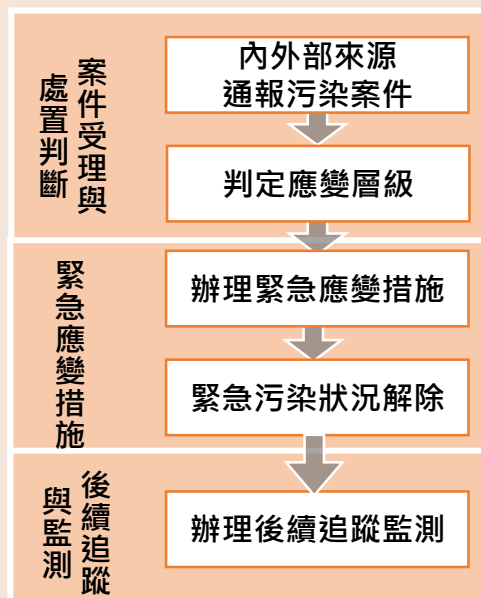 案件受理與
處置判斷
內外部來源
通報污染案件
判定應變層級
緊急應變措施
辦理緊急應變措施
緊急污染狀況解除
後續追蹤
與監測
辦理後續追蹤監測